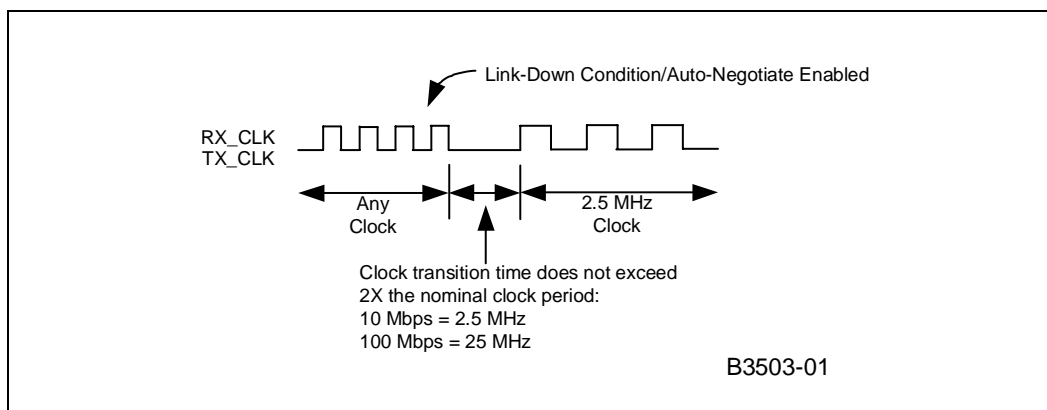 Link-Down Condition/Auto-Negotiate Enabled
RX_CLK
TX_CLK
Any
Clock
2.5 MHz
Clock
Clock transition time does not exceed
2X the nominal clock period:
10 Mbps = 2.5 MHz
100 Mbps = 25 MHz
B3503-01